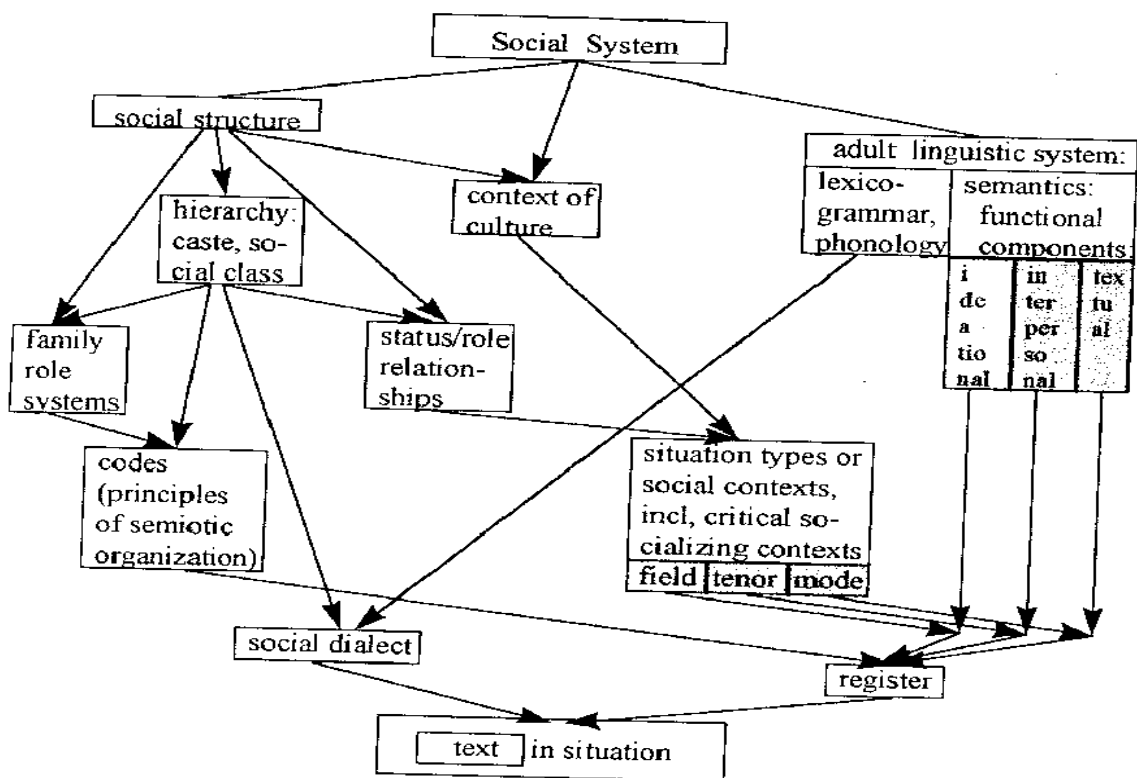 Social System
social structure
adult linguistic system:
lexico-
grammar,
phonology
semantics:
functional
components
context of
culture
hierarchy:
caste, so-
cial class
i
de
a
tio
nal
in
ter
per
so
nal
tex
tu
al
family
role
systems
status/role
relation-
ships
codes
(principles
of semiotic
organization)
situation types or
social contexts,
incl, critical so-
cializing contexts
field tenor mode
social dialect
register
text in situation